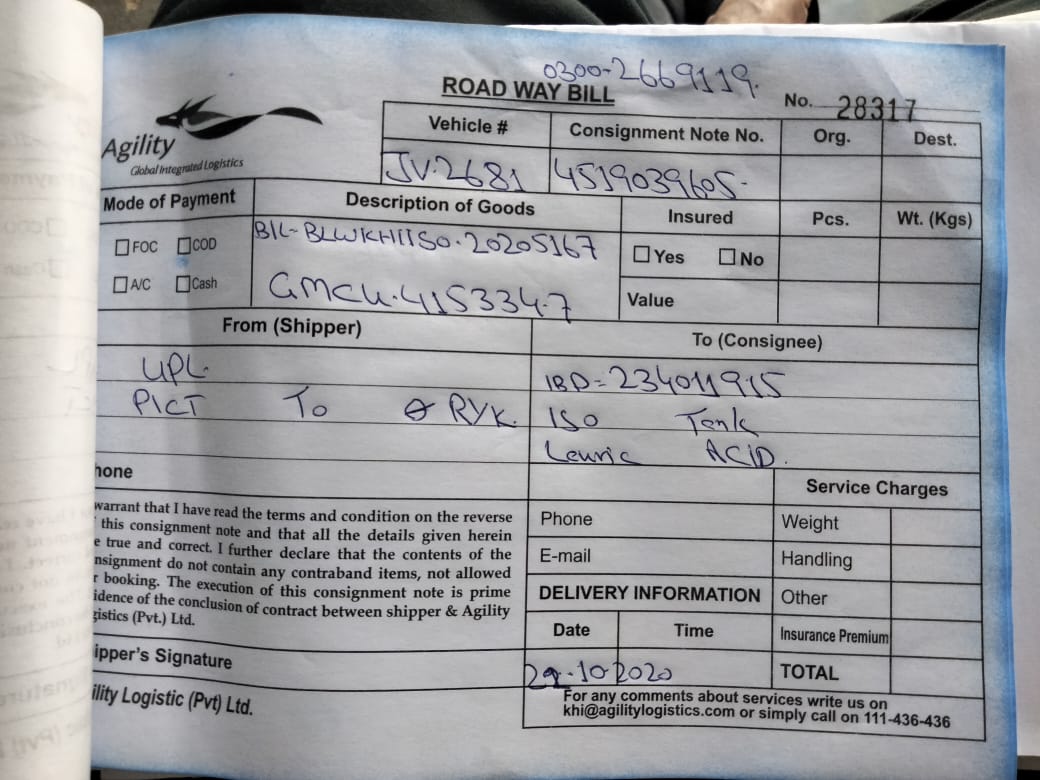 0300-2669119.
ROAD WAY BILL
No. 28317
Agility
Global Integrated Logistics
Vehicle # Consignment Note No. Org. Dest.
JV-2681 4519039605-
Mode of Payment Description of Goods Insured Pcs. Wt. (Kgs)
FOC COD A/C Cash
Yes No
GMCU-415334-7
Value
From (Shipper) To (Consignee)
UPL
PICT To RYK.
IBD=234011915
ISO Tank
Leuric ACID.
hone
Service Charges
warrant that I have read the terms and condition on the reverse
this consignment note and that all the details given herein
e true and correct. I further declare that the contents of the
nsignment do not contain any contraband items, not allowed
r booking. The execution of this consignment note is prime
idence of the conclusion of contract between shipper & Agility
gistics (Pvt.) Ltd.
Phone Weight
E-mail Handling
DELIVERY INFORMATION Other
Date Time Insurance Premium
ipper's Signature
10 2020 TOTAL
ility Logistic (Pvt) Ltd.
For any comments about services write us on
khi@agilitylogistics.com or simply call on 111-436-436